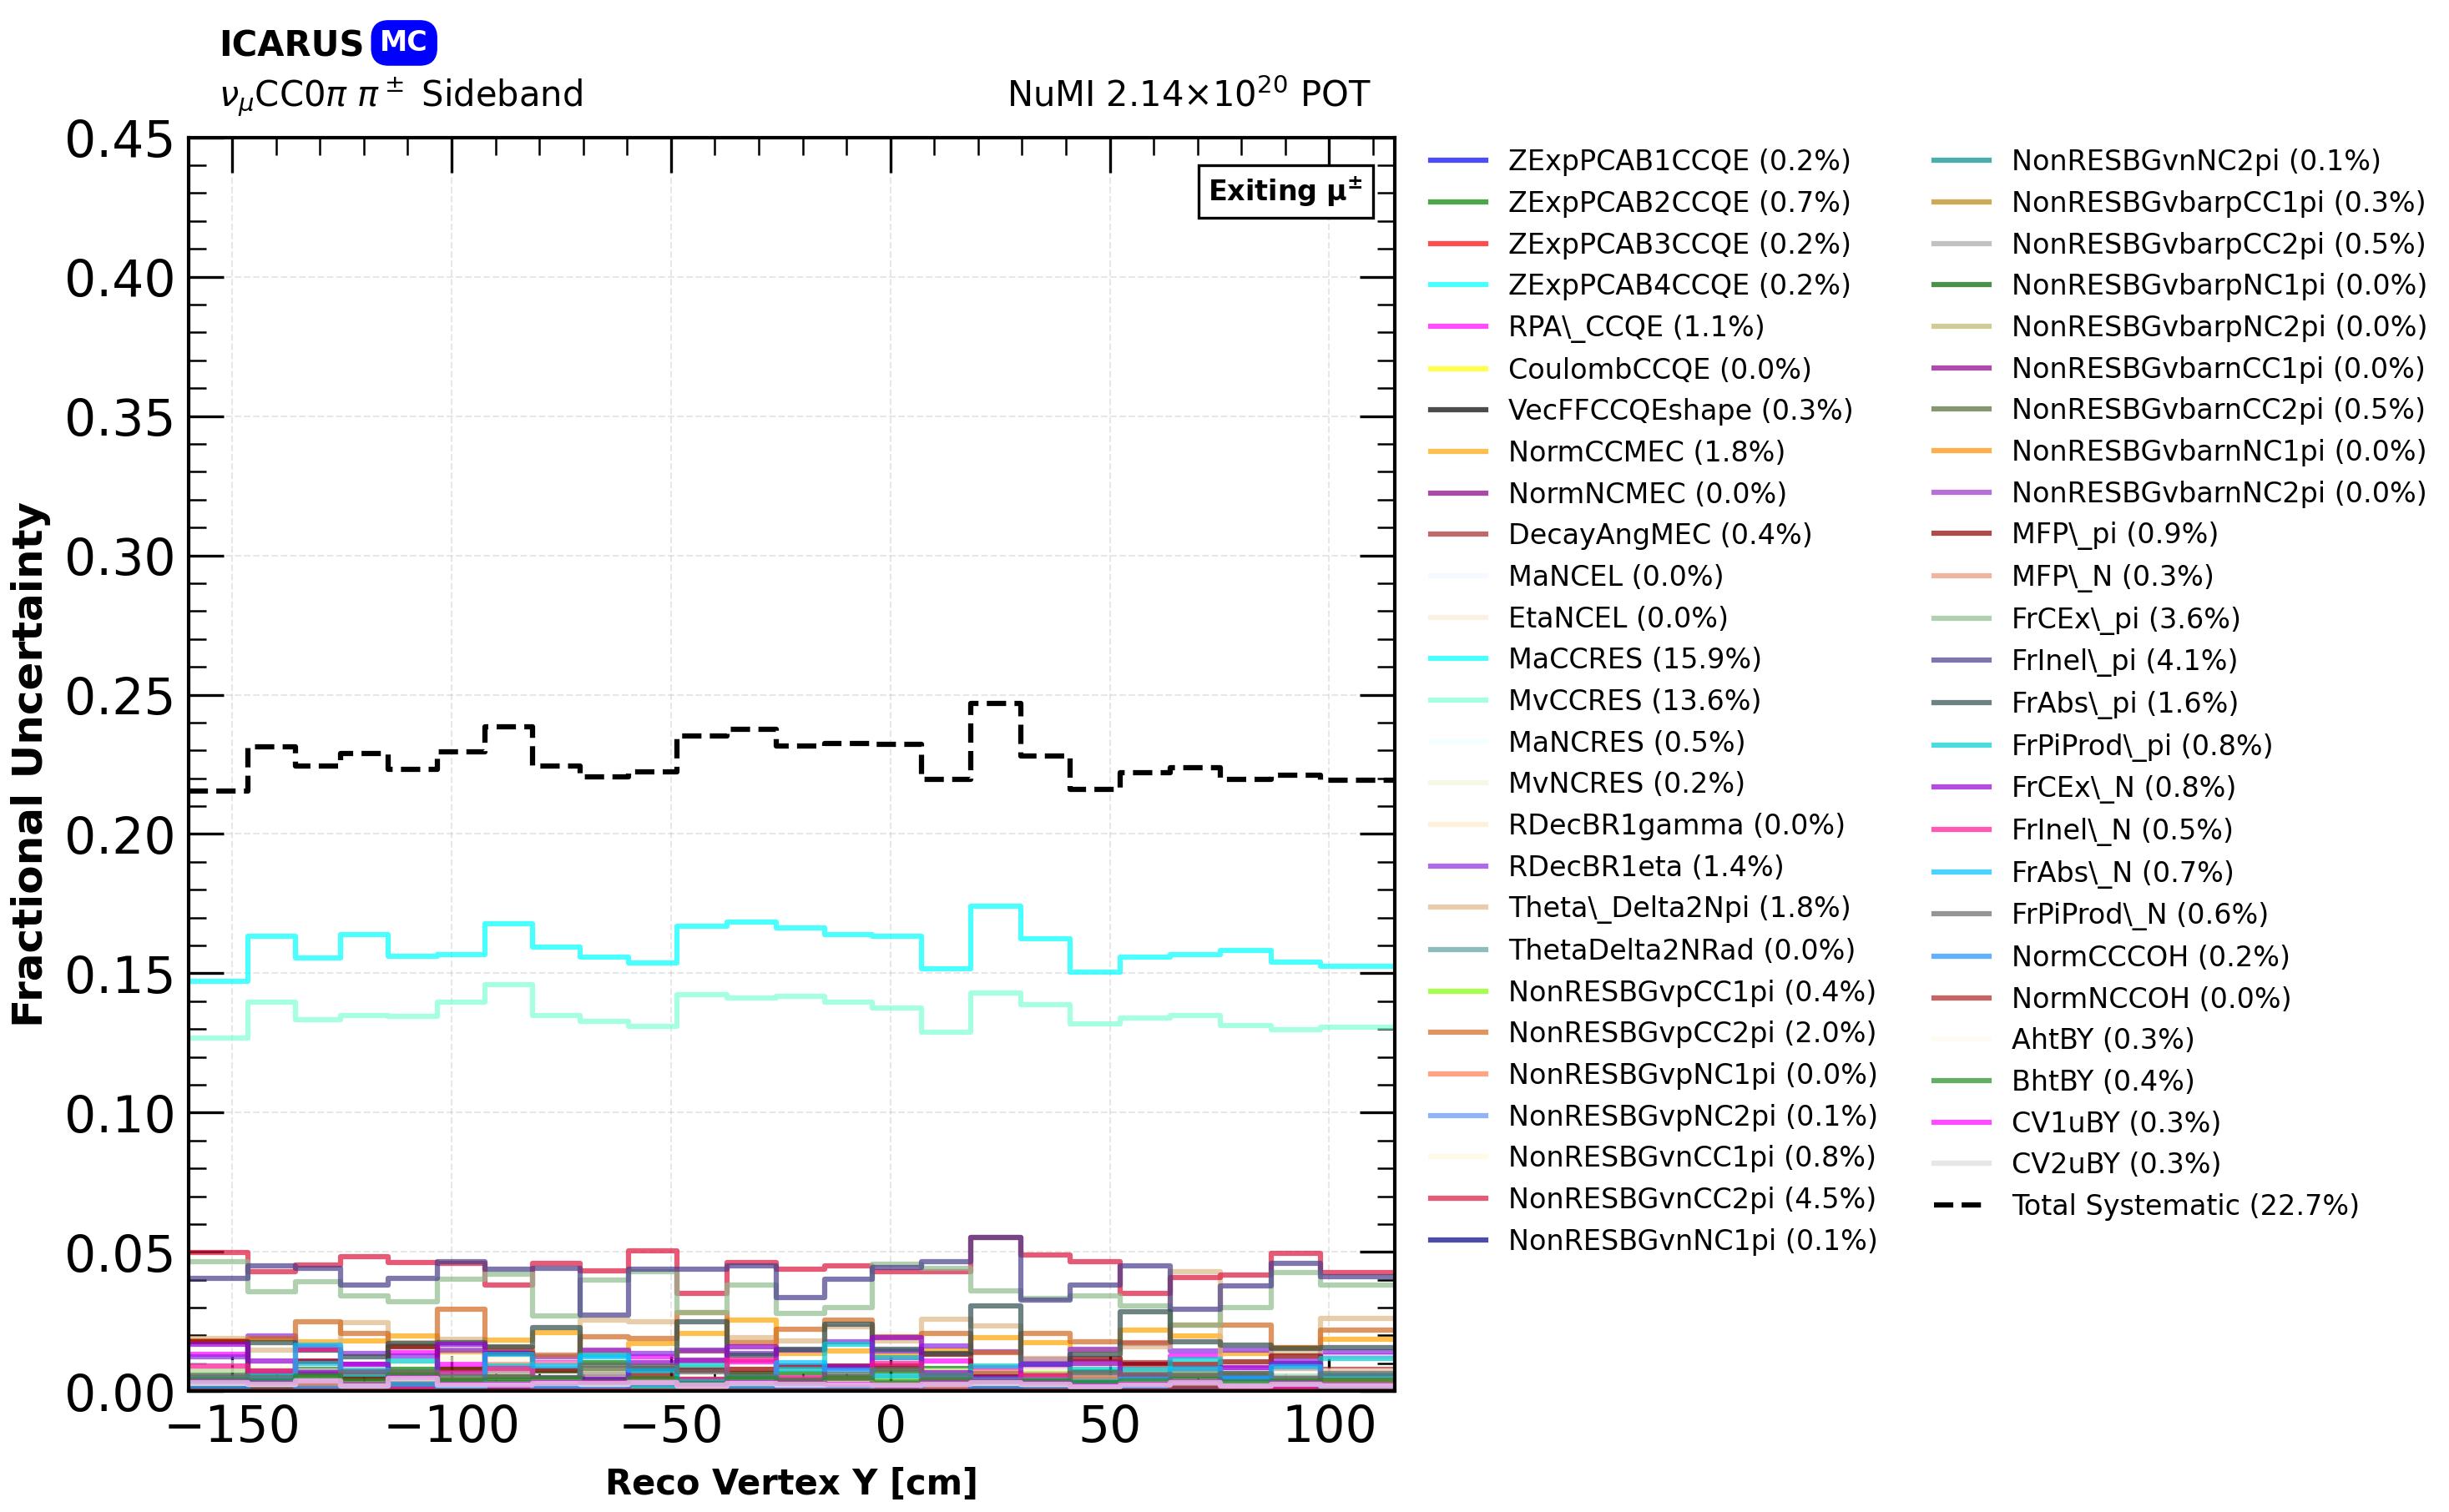 ICARUS MC
νμCC0π π± Sideband
NuMI 2.14×10²⁰ POT
Exiting μ±
Fractional Uncertainty
0.45
0.40
0.35
0.30
0.25
0.20
0.15
0.10
0.05
0.00
−150 −100 −50 0 50 100
Reco Vertex Y [cm]
ZExpPCAB1CCQE (0.2%)
ZExpPCAB2CCQE (0.7%)
ZExpPCAB3CCQE (0.2%)
ZExpPCAB4CCQE (0.2%)
RPA\_CCQE (1.1%)
CoulombCCQE (0.0%)
VecFFCCQEshape (0.3%)
NormCCMEC (1.8%)
NormNCMEC (0.0%)
DecayAngMEC (0.4%)
MaNCEL (0.0%)
EtaNCEL (0.0%)
MaCCRES (15.9%)
MvCCRES (13.6%)
MaNCRES (0.5%)
MvNCRES (0.2%)
RDecBR1gamma (0.0%)
RDecBR1eta (1.4%)
Theta\_Delta2Npi (1.8%)
ThetaDelta2NRad (0.0%)
NonRESBGvpCC1pi (0.4%)
NonRESBGvpCC2pi (2.0%)
NonRESBGvpNC1pi (0.0%)
NonRESBGvpNC2pi (0.1%)
NonRESBGvnCC1pi (0.8%)
NonRESBGvnCC2pi (4.5%)
NonRESBGvnNC1pi (0.1%)
NonRESBGvnNC2pi (0.1%)
NonRESBGvbarpCC1pi (0.3%)
NonRESBGvbarpCC2pi (0.5%)
NonRESBGvbarpNC1pi (0.0%)
NonRESBGvbarpNC2pi (0.0%)
NonRESBGvbarnCC1pi (0.0%)
NonRESBGvbarnCC2pi (0.5%)
NonRESBGvbarnNC1pi (0.0%)
NonRESBGvbarnNC2pi (0.0%)
MFP\_pi (0.9%)
MFP\_N (0.3%)
FrCEx\_pi (3.6%)
FrInel\_pi (4.1%)
FrAbs\_pi (1.6%)
FrPiProd\_pi (0.8%)
FrCEx\_N (0.8%)
FrInel\_N (0.5%)
FrAbs\_N (0.7%)
FrPiProd\_N (0.6%)
NormCCCOH (0.2%)
NormNCCOH (0.0%)
AhtBY (0.3%)
BhtBY (0.4%)
CV1uBY (0.3%)
CV2uBY (0.3%)
Total Systematic (22.7%)